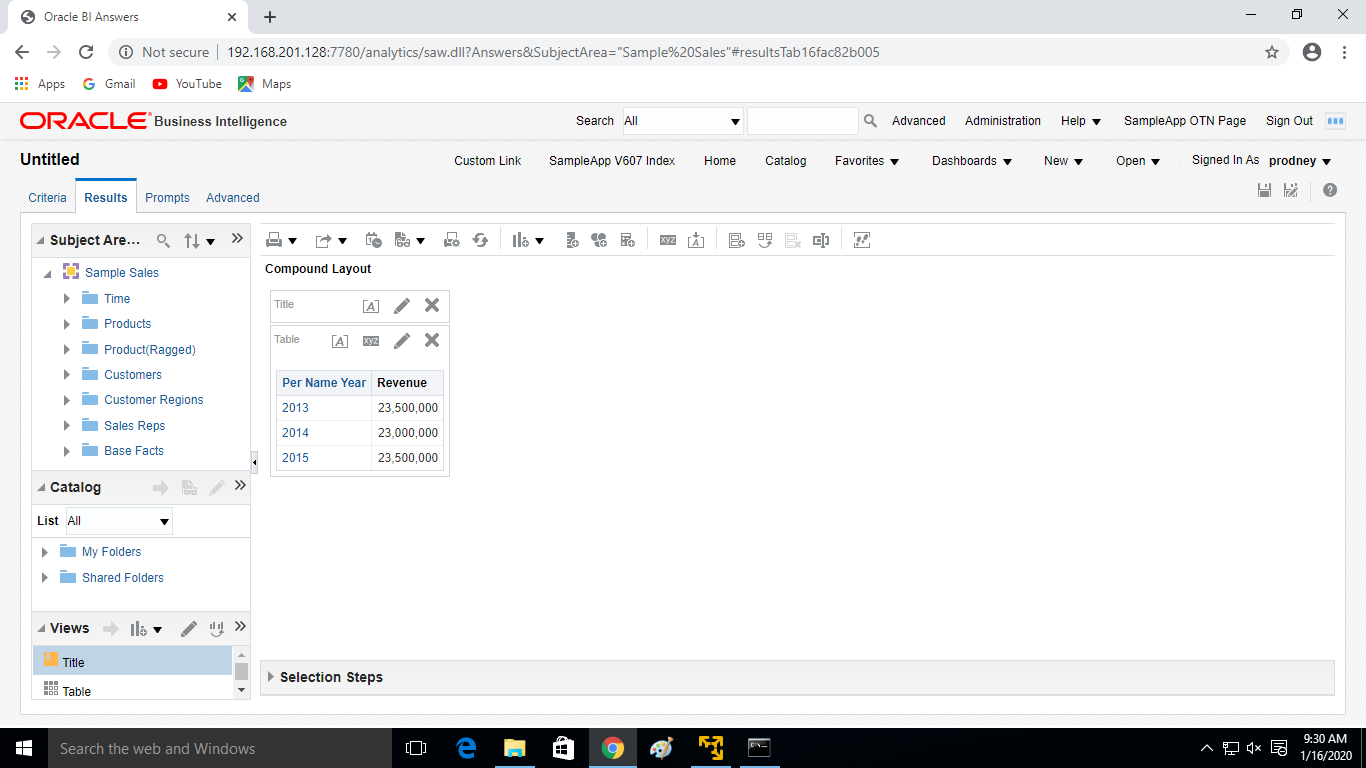 Oracle BI Answers
Not secure 192.168.201.128:7780/analytics/saw.dll?Answers&SubjectArea="Sample%20Sales"#resultsTab16fac82b005
Apps Gmail YouTube Maps
ORACLE Business Intelligence Search All Advanced Administration Help SampleApp OTN Page Sign Out
Untitled Custom Link SampleApp V607 Index Home Catalog Favorites Dashboards New Open Signed In As prodney
Criteria Results Prompts Advanced
Subject Are...
Sample Sales
Time
Products
Product(Ragged)
Customers
Customer Regions
Sales Reps
Base Facts
Catalog
List All
My Folders
Shared Folders
Views
Title
Table
xyz A
Compound Layout
Title A
Table A xyz
Per Name Year Revenue
2013 23,500,000
2014 23,000,000
2015 23,500,000
Selection Steps
Search the web and Windows
9:30 AM
1/16/2020